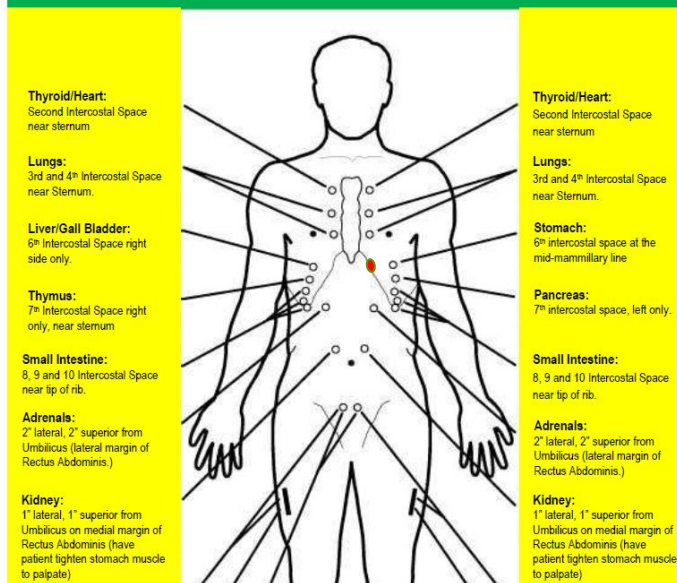 Thyroid/Heart:
Second Intercostal Space
near sternum
Lungs:
3rd and 4th Intercostal Space
near Sternum.
Liver/Gall Bladder:
6th Intercostal Space right
side only.
Thymus:
7th Intercostal Space right
only, near sternum
Small Intestine:
8, 9 and 10 Intercostal Space
near tip of rib.
Adrenals:
2" lateral, 2" superior from
Umbilicus (lateral margin of
Rectus Abdominis.)
Kidney:
1" lateral, 1" superior from
Umbilicus on medial margin of
Rectus Abdominis (have
patient tighten stomach muscle
to palpate)
Thyroid/Heart:
Second Intercostal Space
near sternum
Lungs:
3rd and 4th Intercostal Space
near Sternum.
Stomach:
6th intercostal space at the
mid-mammillary line
Pancreas:
7th intercostal space, left only.
Small Intestine:
8, 9 and 10 Intercostal Space
near tip of rib.
Adrenals:
2" lateral, 2" superior from
Umbilicus (lateral margin of
Rectus Abdominis.)
Kidney:
1" lateral, 1" superior from
Umbilicus on medial margin of
Rectus Abdominis (have
patient tighten stomach muscle
to palpate)